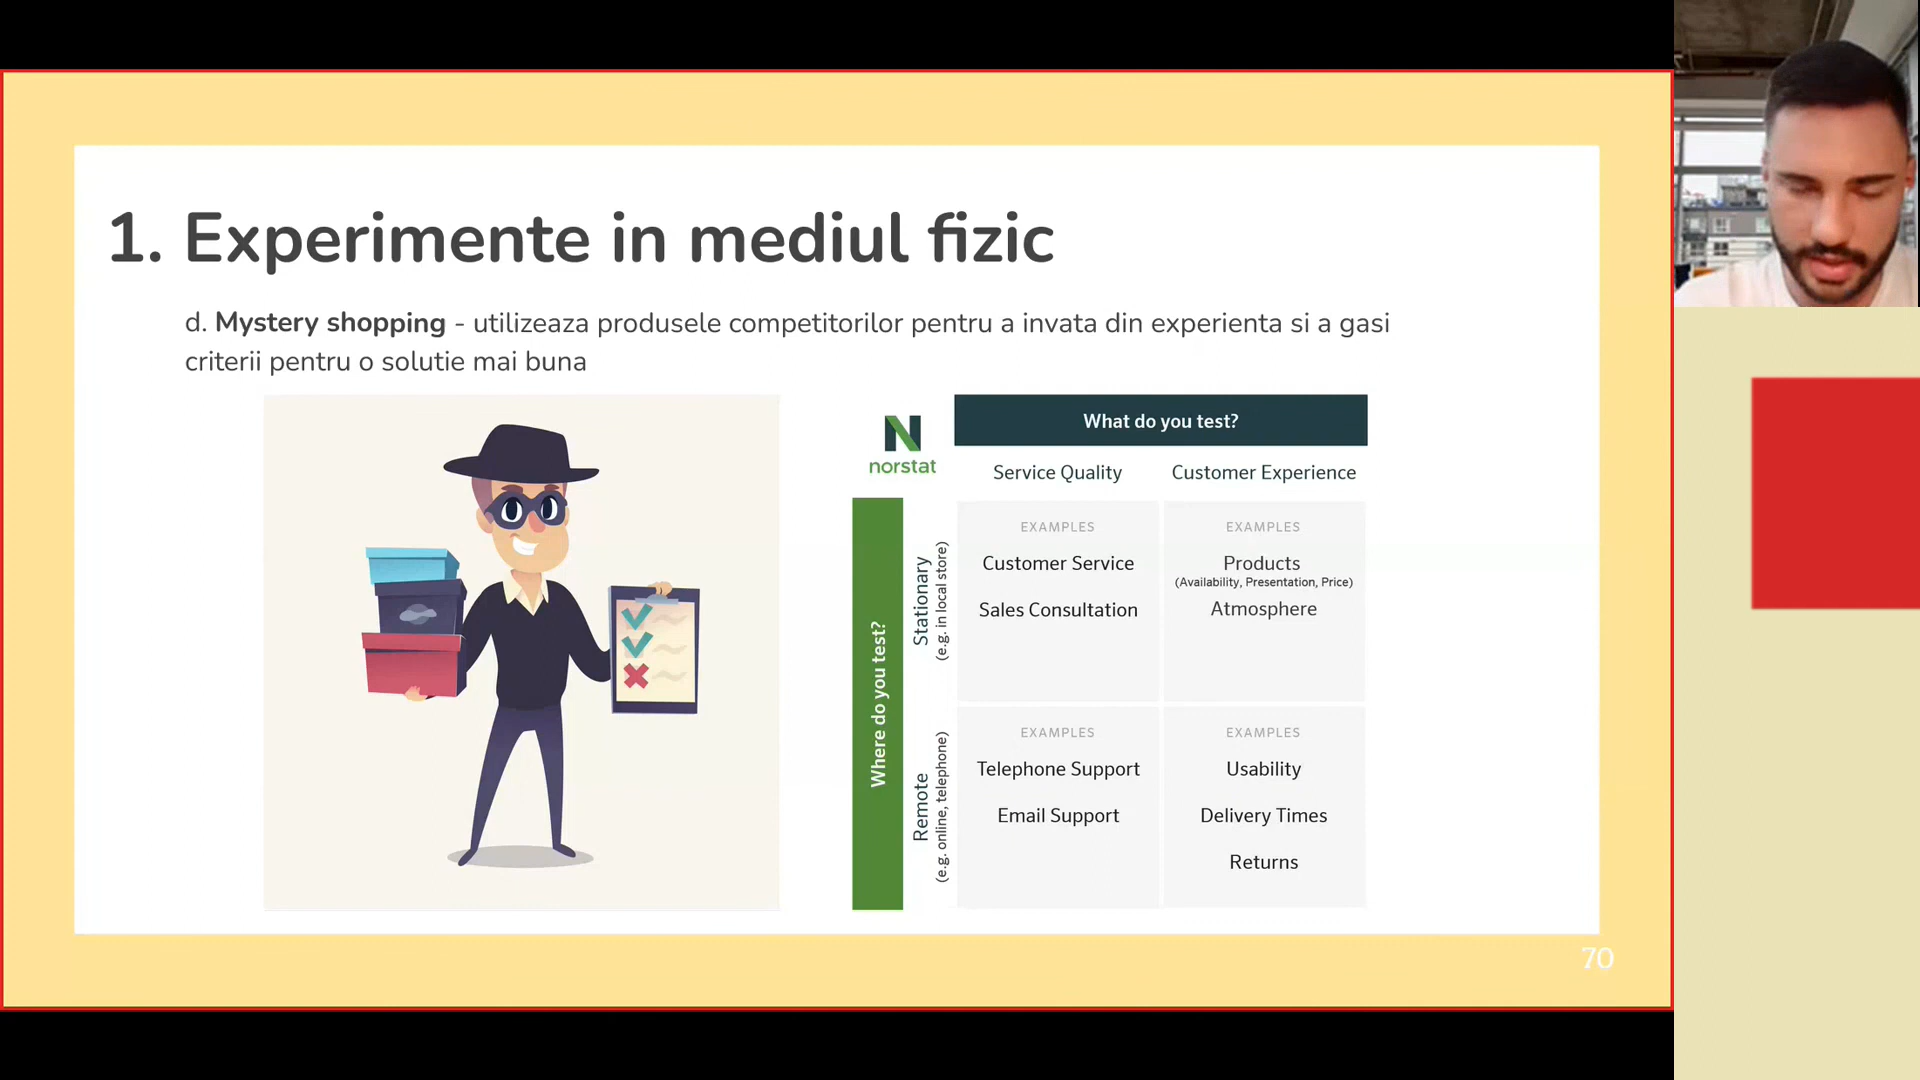 1. Experimente in mediul fizic
d. Mystery shopping - utilizeaza produsele competitorilor pentru a invata din experienta si a gasi
criterii pentru o solutie mai buna
N
norstat
What do you test?
Service Quality
Customer Experience
Where do you test?
Stationary
(e.g. in local store)
EXAMPLES
Customer Service
Sales Consultation
EXAMPLES
Products
(Availability, Presentation, Price)
Atmosphere
Remote
(e.g. online, telephone)
EXAMPLES
Telephone Support
Email Support
EXAMPLES
Usability
Delivery Times
Returns
70